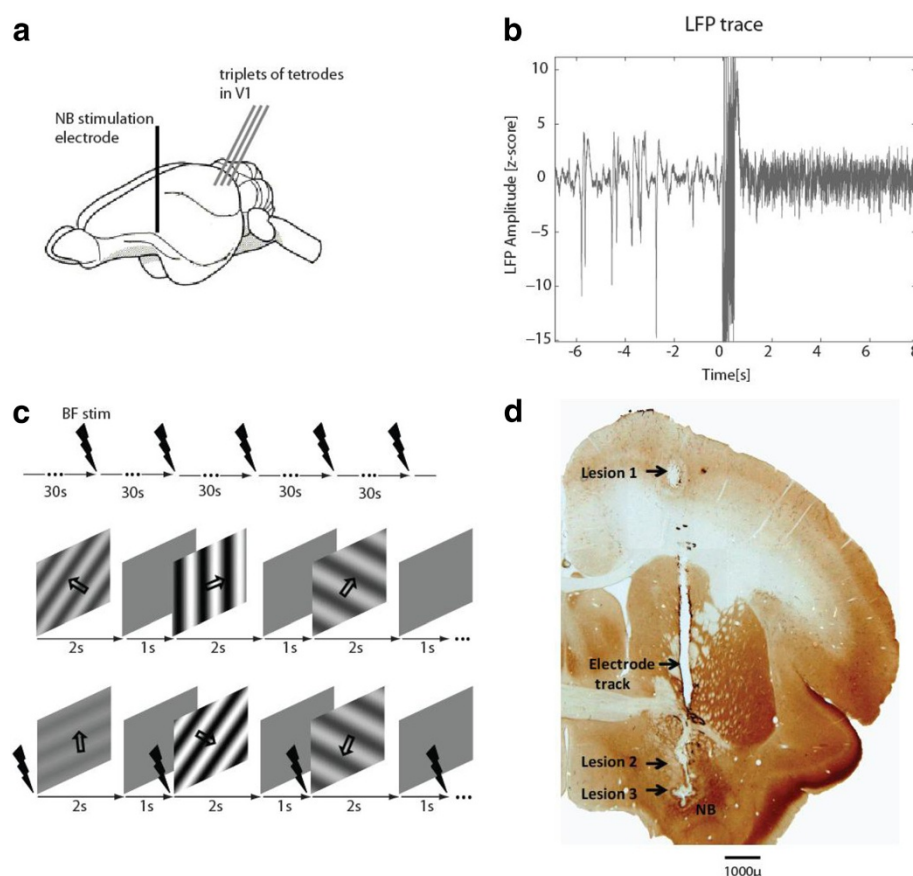 a
triplets of tetrodes
in V1
NB stimulation
electrode
b
LFP trace
LFP Amplitude [z-score]
10
5
0
−5
−10
−15
-6
-4
-2
0
2
4
6
8
Time[s]
c
BF stim
30s
30s
30s
30s
30s
2s
1s
2s
1s
2s
1s
2s
1s
2s
1s
2s
1s
d
Lesion 1
Electrode
track
Lesion 2
Lesion 3
NB
1000µ